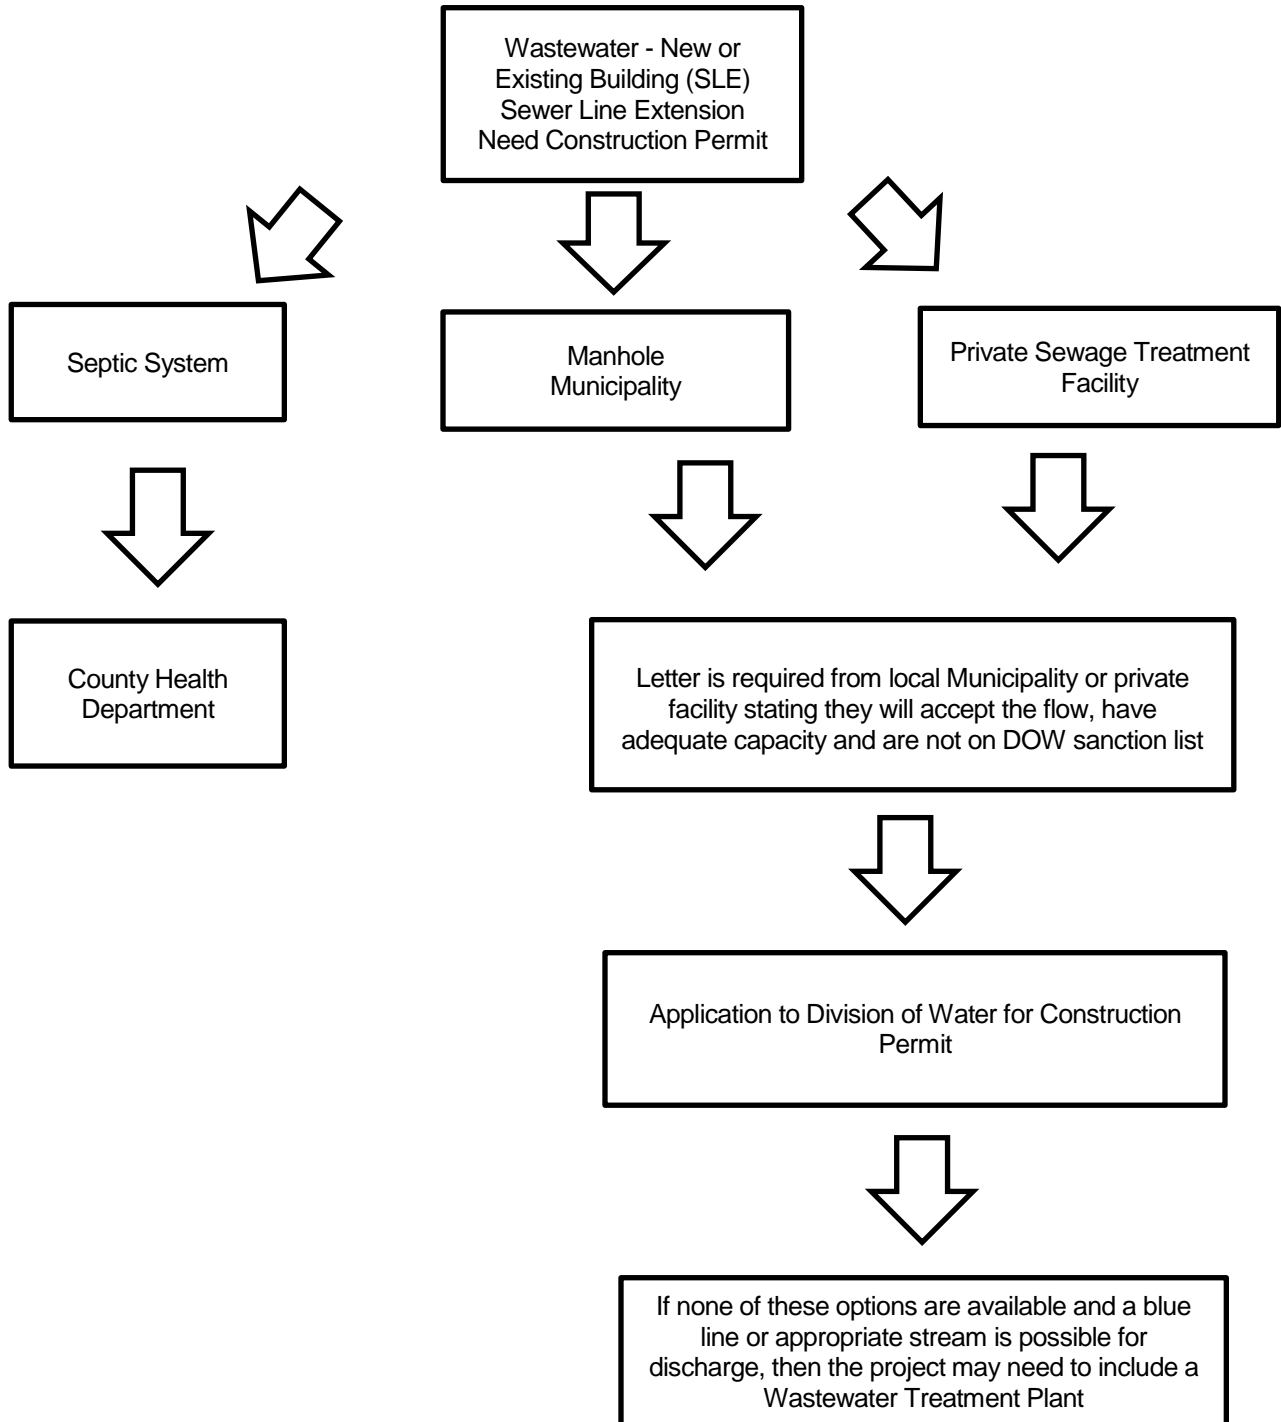 Wastewater - New or
Existing Building (SLE)
Sewer Line Extension
Need Construction Permit
Septic System
Manhole
Municipality
Private Sewage Treatment
Facility
County Health
Department
Letter is required from local Municipality or private
facility stating they will accept the flow, have
adequate capacity and are not on DOW sanction list
Application to Division of Water for Construction
Permit
If none of these options are available and a blue
line or appropriate stream is possible for
discharge, then the project may need to include a
Wastewater Treatment Plant